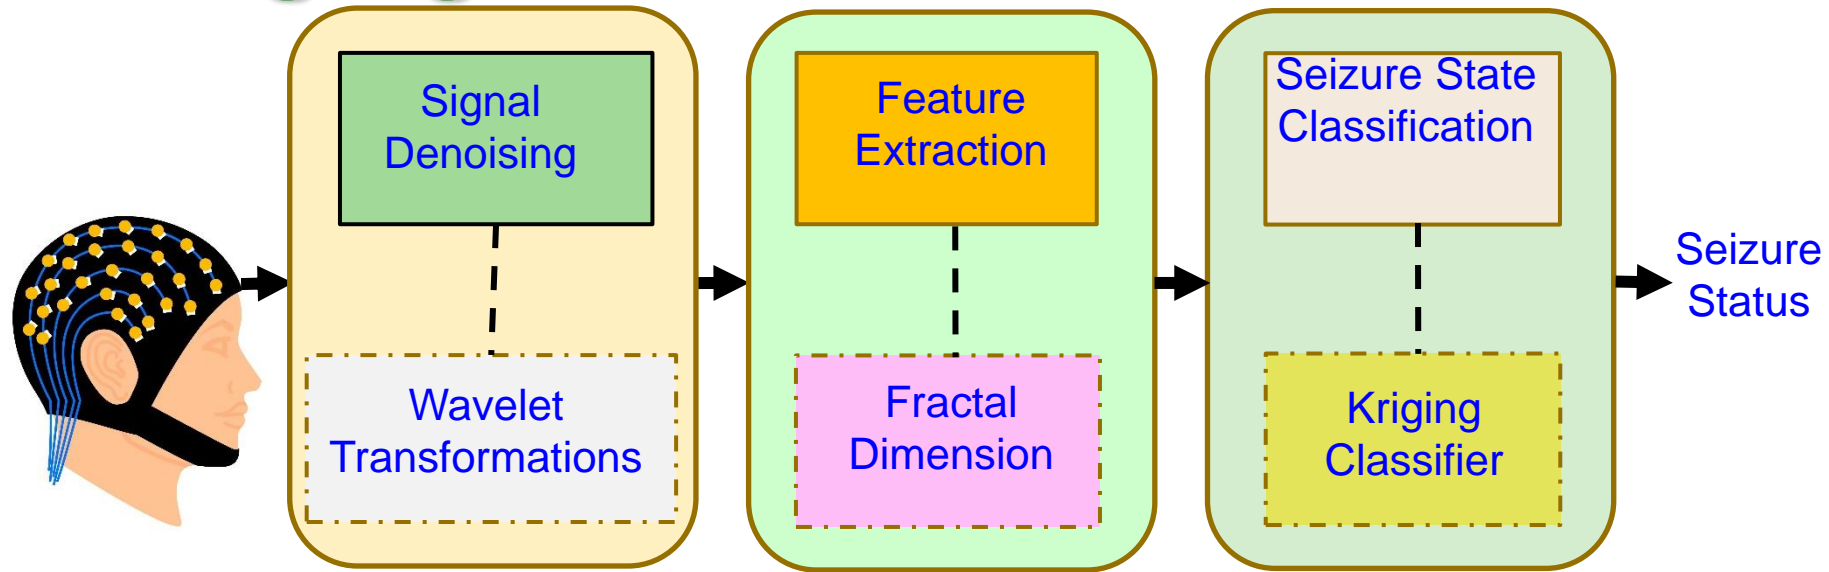 Signal
Denoising
Wavelet
Transformations
Feature
Extraction
Fractal
Dimension
Seizure State
Classification
Kriging
Classifier
Seizure
Status